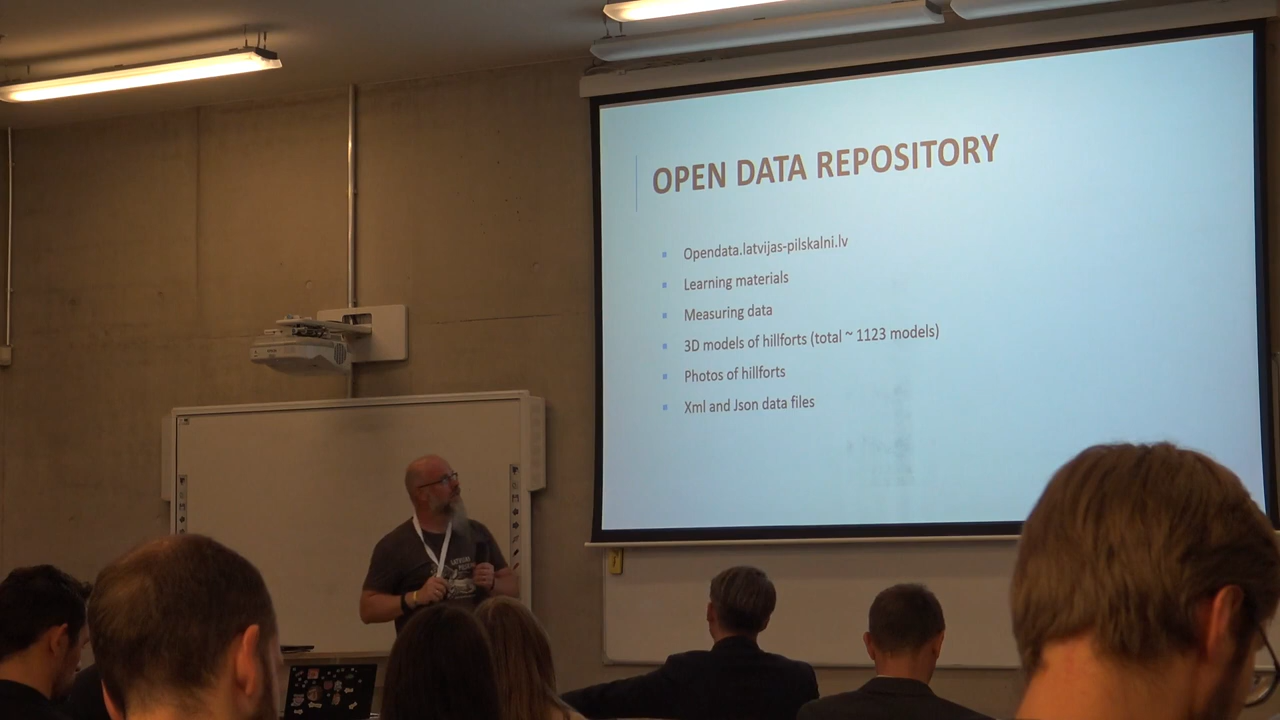 OPEN DATA REPOSITORY
Opendata.latvijas-pilskalni.lv
Learning materials
Measuring data
3D models of hillforts (total ~ 1123 models)
Photos of hillforts
Xml and Json data files
LATVIJAS